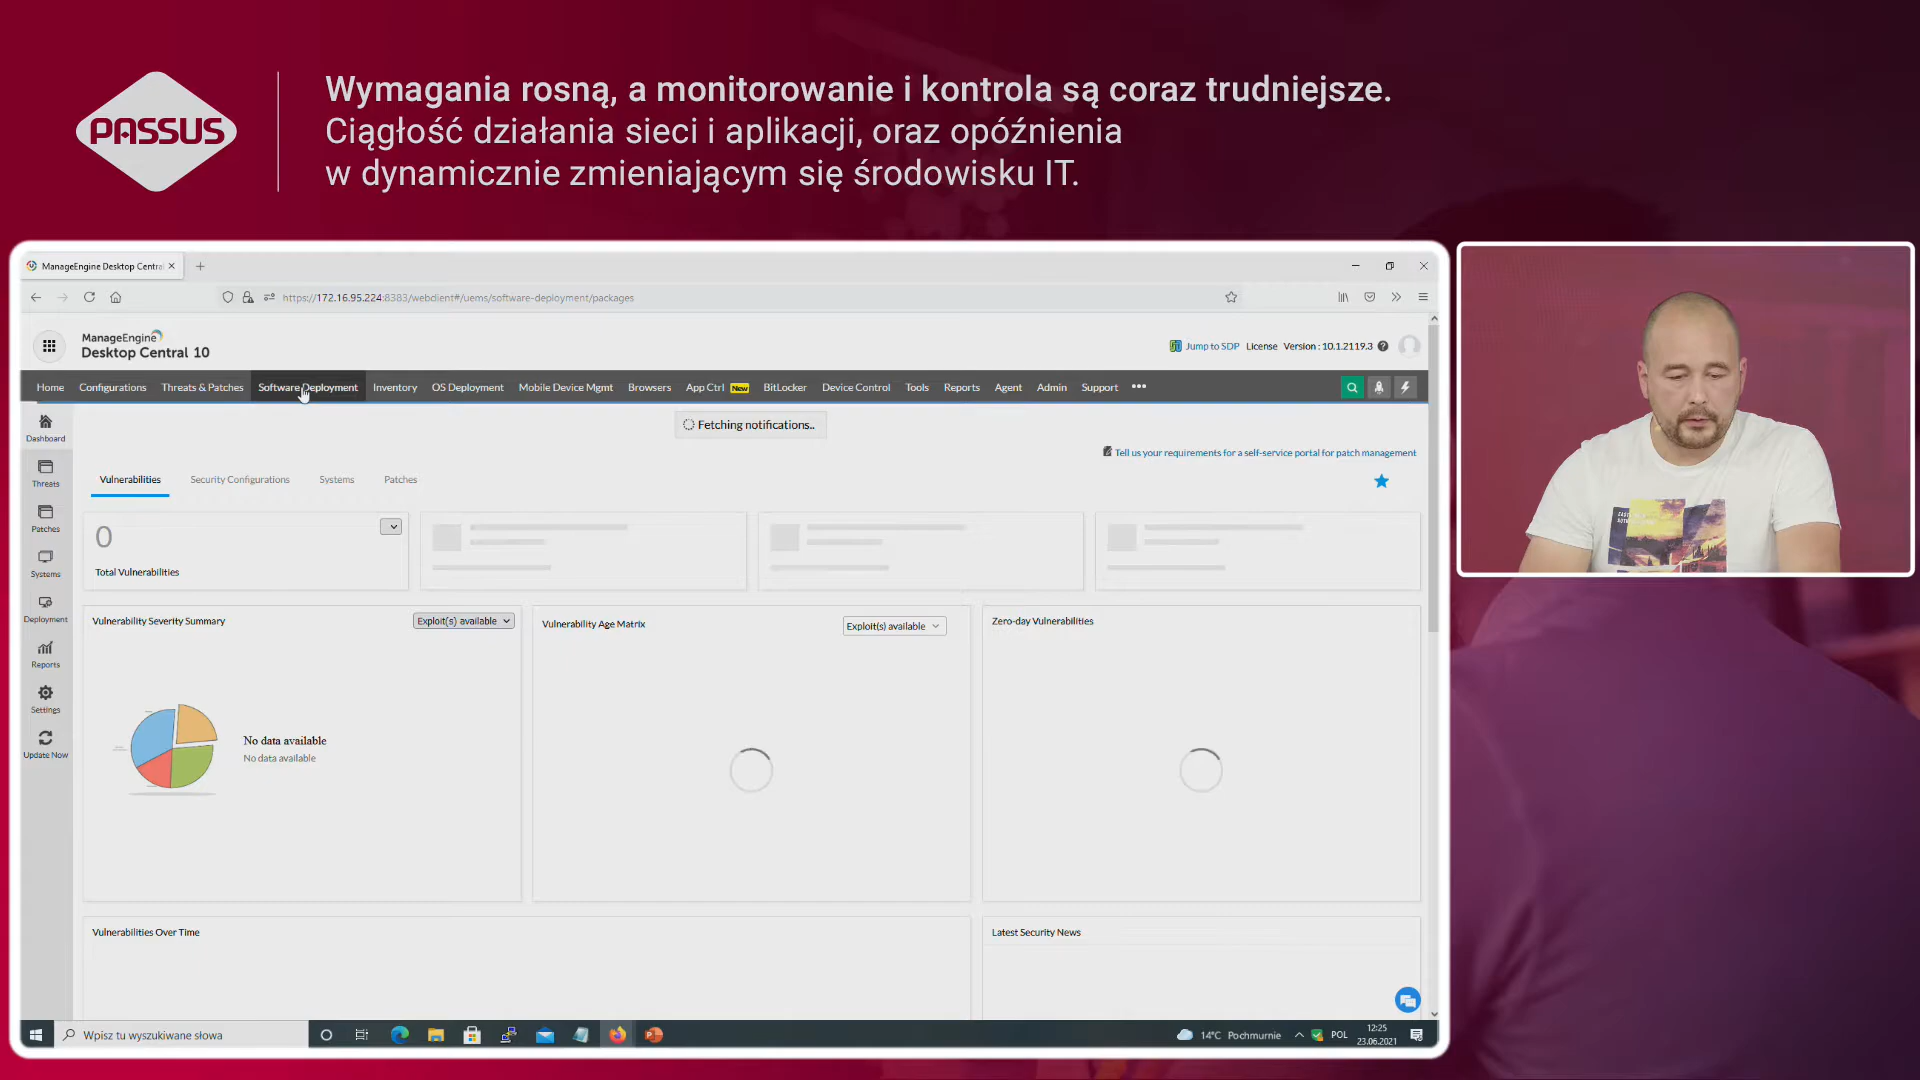 PASSUS
Wymagania rosną, a monitorowanie i kontrola są coraz trudniejsze.
Ciągłość działania sieci i aplikacji, oraz opóźnienia
w dynamicznie zmieniającym się środowisku IT.
ManageEngine Desktop Centra
https://172.16.95.224:8383/webclient#/uems/software-deployment/packages
ManageEngine
Desktop Central 10
Jump to SDP License Version : 10.1.2119.3
Home Configurations Threats & Patches Software Deployment Inventory OS Deployment Mobile Device Mgmt Browsers App Ctrl New BitLocker Device Control Tools Reports Agent Admin Support
Dashboard
Threats
Patches
Systems
Deployment
Reports
Settings
Update Now
Fetching notifications..
Tell us your requirements for a self-service portal for patch management
Vulnerabilities Security Configurations Systems Patches
0
Total Vulnerabilities
Vulnerability Severity Summary Exploit(s) available
Vulnerability Age Matrix Exploit(s) available
Zero-day Vulnerabilities
No data available
No data available
Vulnerabilities Over Time
Latest Security News
Wpisz tu wyszukiwane słowa
14°C Pochmurnie
POL
12:25
23.06.2021